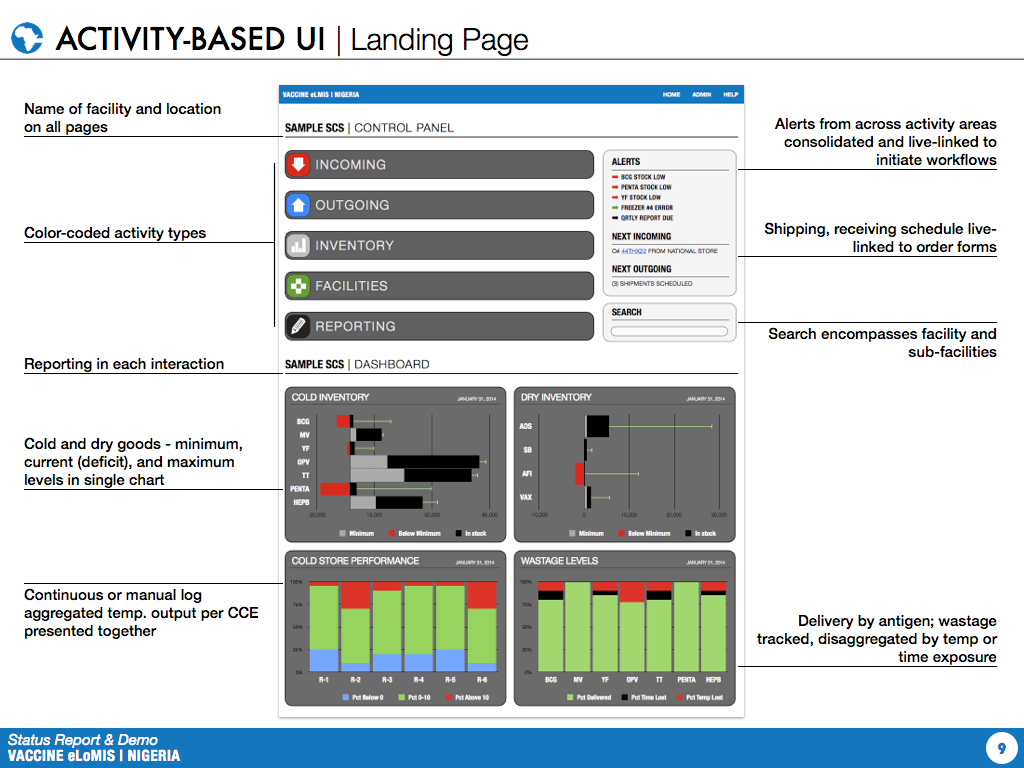 ACTIVITY-BASED UI | Landing Page
Name of facility and location
on all pages
Color-coded activity types
Reporting in each interaction
Cold and dry goods - minimum,
current (deficit), and maximum
levels in single chart
Continuous or manual log
aggregated temp. output per CCE
presented together
VACCINE eLMIS | NIGERIA
HOME ADMIN HELP
SAMPLE SCS | CONTROL PANEL
INCOMING
OUTGOING
INVENTORY
FACILITIES
REPORTING
ALERTS
BCG STOCK LOW
PENTA STOCK LOW
YF STOCK LOW
FREEZER #4 ERROR
QRTLY REPORT DUE
NEXT INCOMING
O# 44THX22 FROM NATIONAL STORE
NEXT OUTGOING
(3) SHIPMENTS SCHEDULED
SEARCH
SAMPLE SCS | DASHBOARD
COLD INVENTORY
JANUARY 31, 2014
BCG
MV
YF
OPV
TT
PENTA
HEPB
Minimum Below Minimum In stock
DRY INVENTORY
JANUARY 31, 2014
ADS
SB
AFI
VAX
-10,000 0 10,000 20,000 30,000
Minimum Below Minimum In stock
COLD STORE PERFORMANCE
JANUARY 31, 2014
100%
75%
50%
25%
0%
R-1 R-2 R-3 R-4 R-5 R-6
Pct Below 0 Pct 0-10 Pct Above 10
WASTAGE LEVELS
JANUARY 31, 2014
100%
75%
50%
25%
0%
BCG MV YF OPV TT PENTA HEPB
Pct Delivered Pct Time Lost Pct Temp Lost
Alerts from across activity areas
consolidated and live-linked to
initiate workflows
Shipping, receiving schedule live-
linked to order forms
Search encompasses facility and
sub-facilities
Delivery by antigen; wastage
tracked, disaggregated by temp or
time exposure
Status Report & Demo
VACCINE eLoMIS | NIGERIA
9